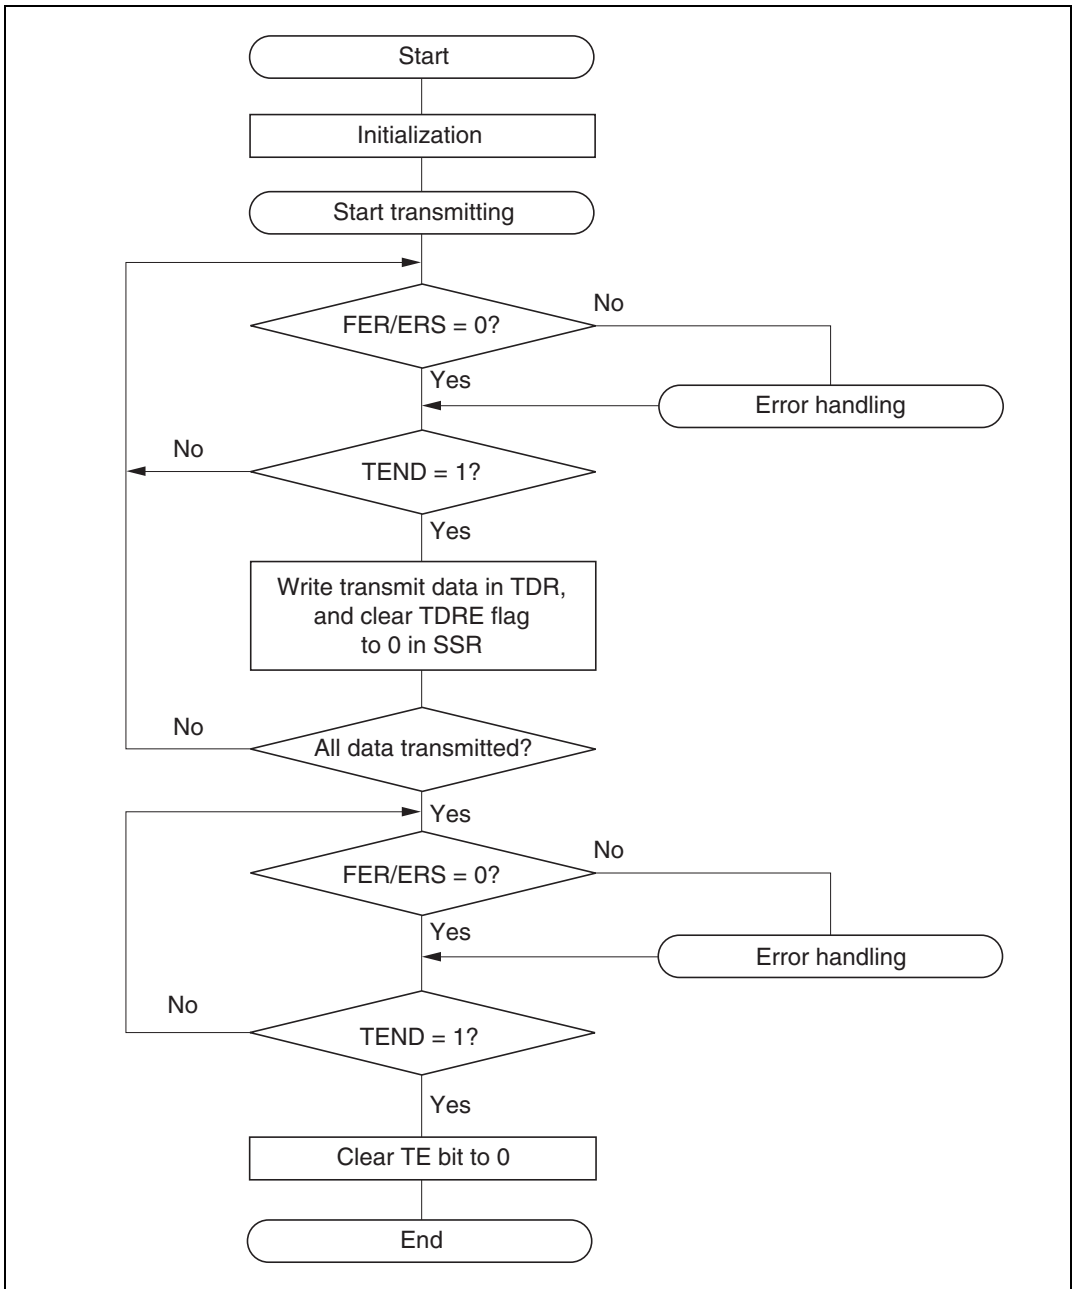 Start
Initialization
Start transmitting
FER/ERS = 0?
No
Yes
Error handling
No
TEND = 1?
Yes
Write transmit data in TDR,
and clear TDRE flag
to 0 in SSR
No
All data transmitted?
Yes
FER/ERS = 0?
No
Yes
Error handling
No
TEND = 1?
Yes
Clear TE bit to 0
End